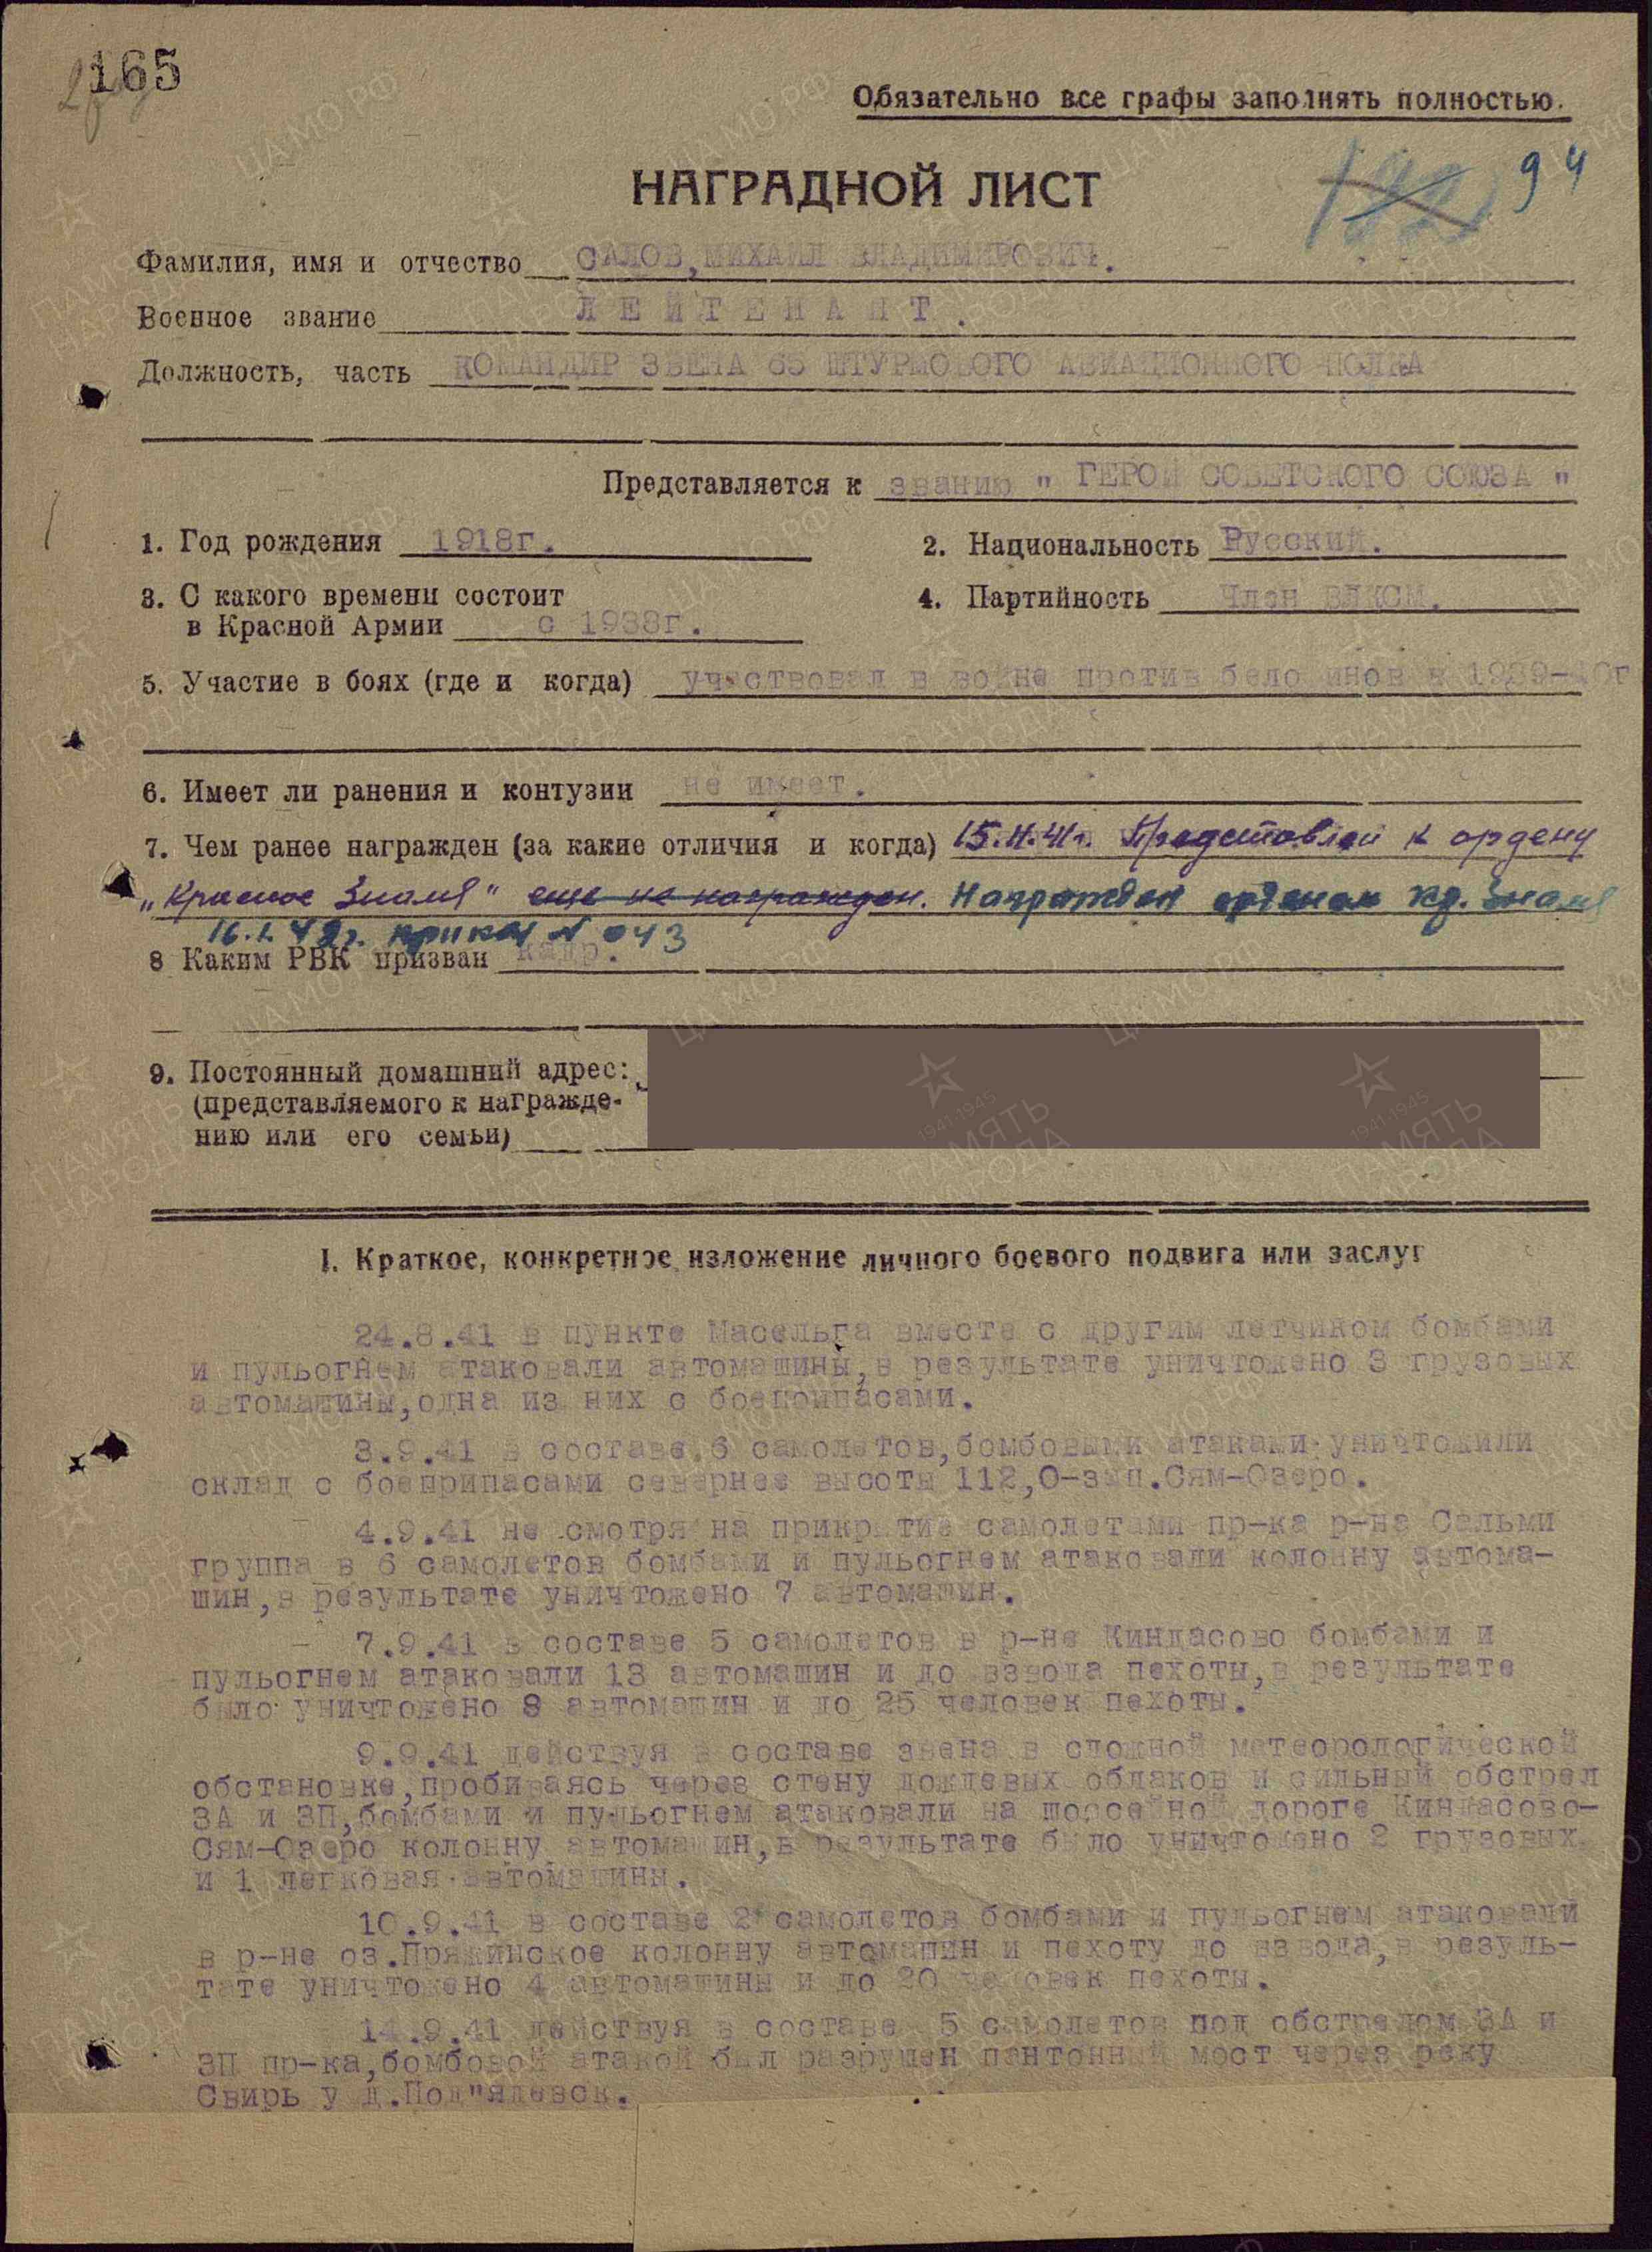 165
Обязательно все графы заполнять полностью.
94
НАГРАДНОЙ ЛИСТ
Фамилия, имя и отчество САЛОВ,МИХАИЛ ВЛАДИМИРОВИЧ.
Военное звание ЛЕЙТЕНАНТ.
Должность, часть КОМАНДИР ЗВЕНА 65 ШТУРМОВОГО АВИАЦИОННОГО ПОЛКА
Представляется к званию " ГЕРОЙ СОВЕТСКОГО СОЮЗА "
1. Год рождения 1918г. 2. Национальность Русский.
3. С какого времени состоит 4. Партийность Член ВЛКСМ.
в Красной Армии с 1938г.
5. Участие в боях (где и когда) участвовал в войне против белофинов в 1939-40г
6. Имеет ли ранения и контузии не имеет.
7. Чем ранее награжден (за какие отличия и когда) Представлен к ордену
„Красное Знамя" еще не награжден. Награжден орденом Кр. Знамя
приказ N 043
8 Каким РВК призван кадр.
9. Постоянный домашний адрес:
(представляемого к награжде-
нию или его семьи)
1. Краткое, конкретное изложение личного боевого подвига или заслуг
24.8.41 в пункте Масельга вместе с другим летчиком бомбами
и пульогнем атаковали автомашины,в результате уничтожено 3 грузовых
автомашины,одна из них с боеприпасами.
3.9.41 в составе 6 самолетов,бомбовыми атаками уничтожили
склад с боеприпасами севернее высоты 112,0-зап.Сям-Озеро.
4.9.41 не смотря на прикрытие самолетами пр-ка р-на Сальми
группа в 6 самолетов бомбами и пульогнем атаковали колонну автома-
шин,в результате уничтожено 7 автомашин.
7.9.41 в составе 5 самолетов в р-не Киндасово бомбами и
пульогнем атаковали 13 автомашин и до взвода пехоты,в результате
было уничтожено 8 автомашин и до 25 человек пехоты.
9.9.41 действуя в составе звена в сложной метеорологической
обстановке,пробиваясь через стену дождевых облаков и сильный обстрел
ЗА и ЗП,бомбами и пульогнем атаковали на шоссейной дороге Киндасово-
Сям-Озеро колонну автомашин,в результате было уничтожено 2 грузовых
и 1 легковая автомашины.
10.9.41 в составе 2 самолетов бомбами и пульогнем атаковали
в р-не оз.Пряжинское колонну автомашин и пехоту до взвода,в резуль-
тате уничтожено 4 автомашины и до 20 человек пехоты.
14.9.41 действуя в составе 5 самолетов под обстрелом ЗА и
ЗП пр-ка,бомбовой атакой был разрушен пантонный мост через реку
Свирь у д.Под"ядевск.